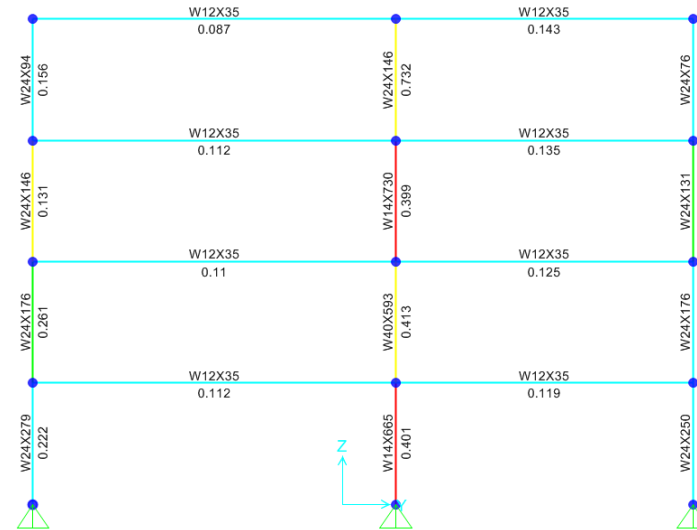 W12X35
0.087
W12X35
0.143
W24X94
0.156
W24X146
0.732
W24X76
W12X35
0.112
W12X35
0.135
W24X146
0.131
W14X730
0.399
W24X131
W12X35
0.11
W12X35
0.125
W24X176
0.261
W40X593
0.413
W24X176
W12X35
0.112
W12X35
0.119
W24X279
0.222
W14X665
0.401
W24X250
Z